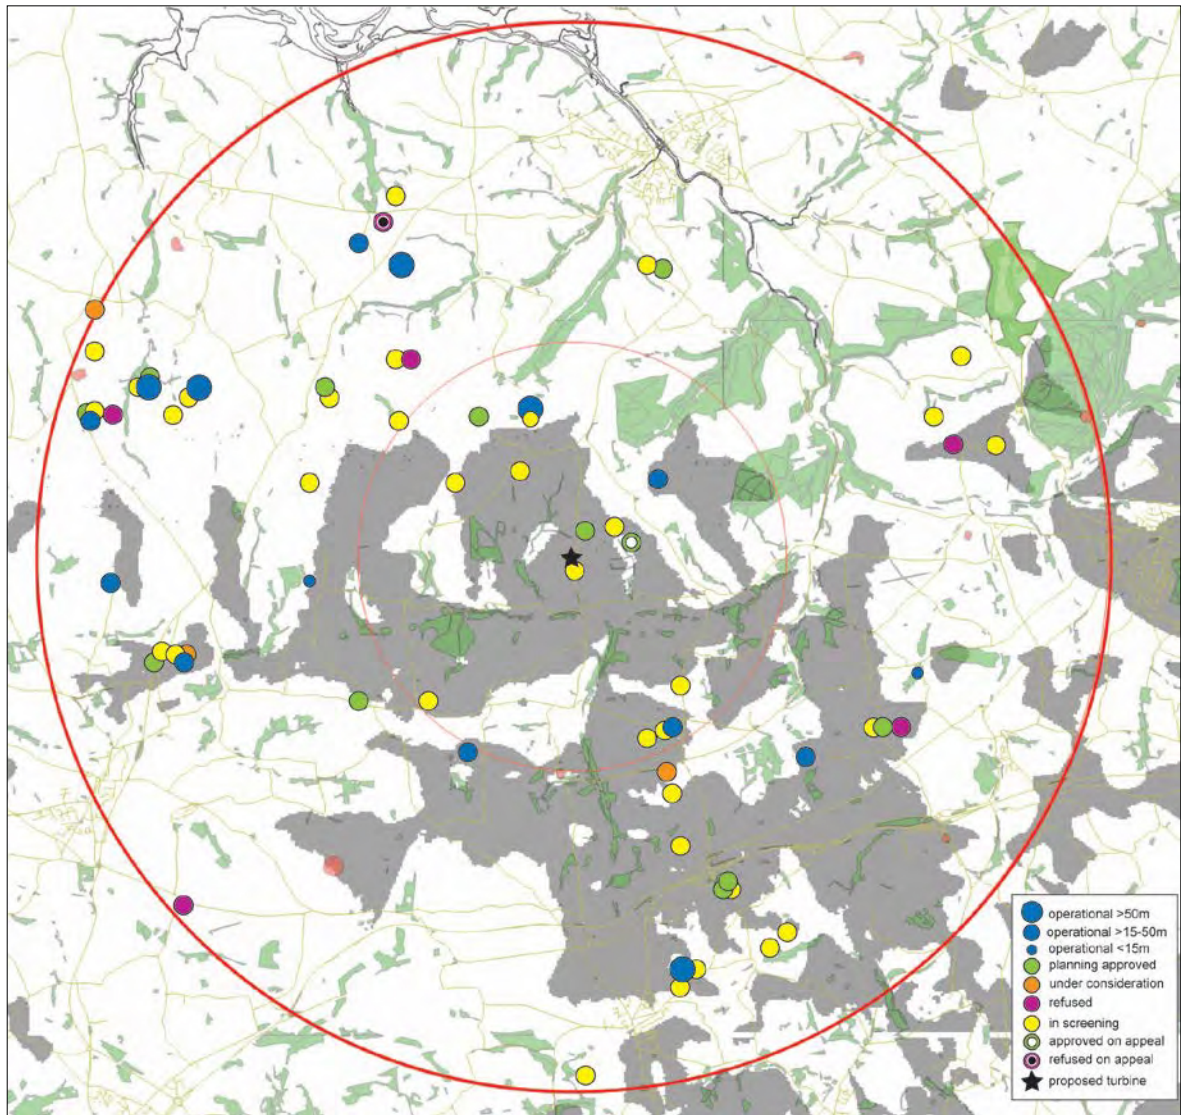 operational >50m
operational >15-50m
operational <15m
planning approved
under consideration
refused
in screening
approved on appeal
refused on appeal
proposed turbine